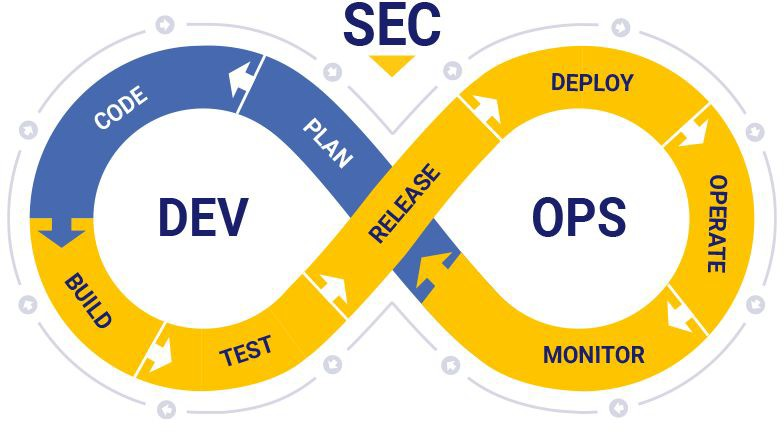 SEC
DEPLOY
CODE
PLAN
RELEASE
DEV
OPS
OPERATE
BUILD
TEST
MONITOR